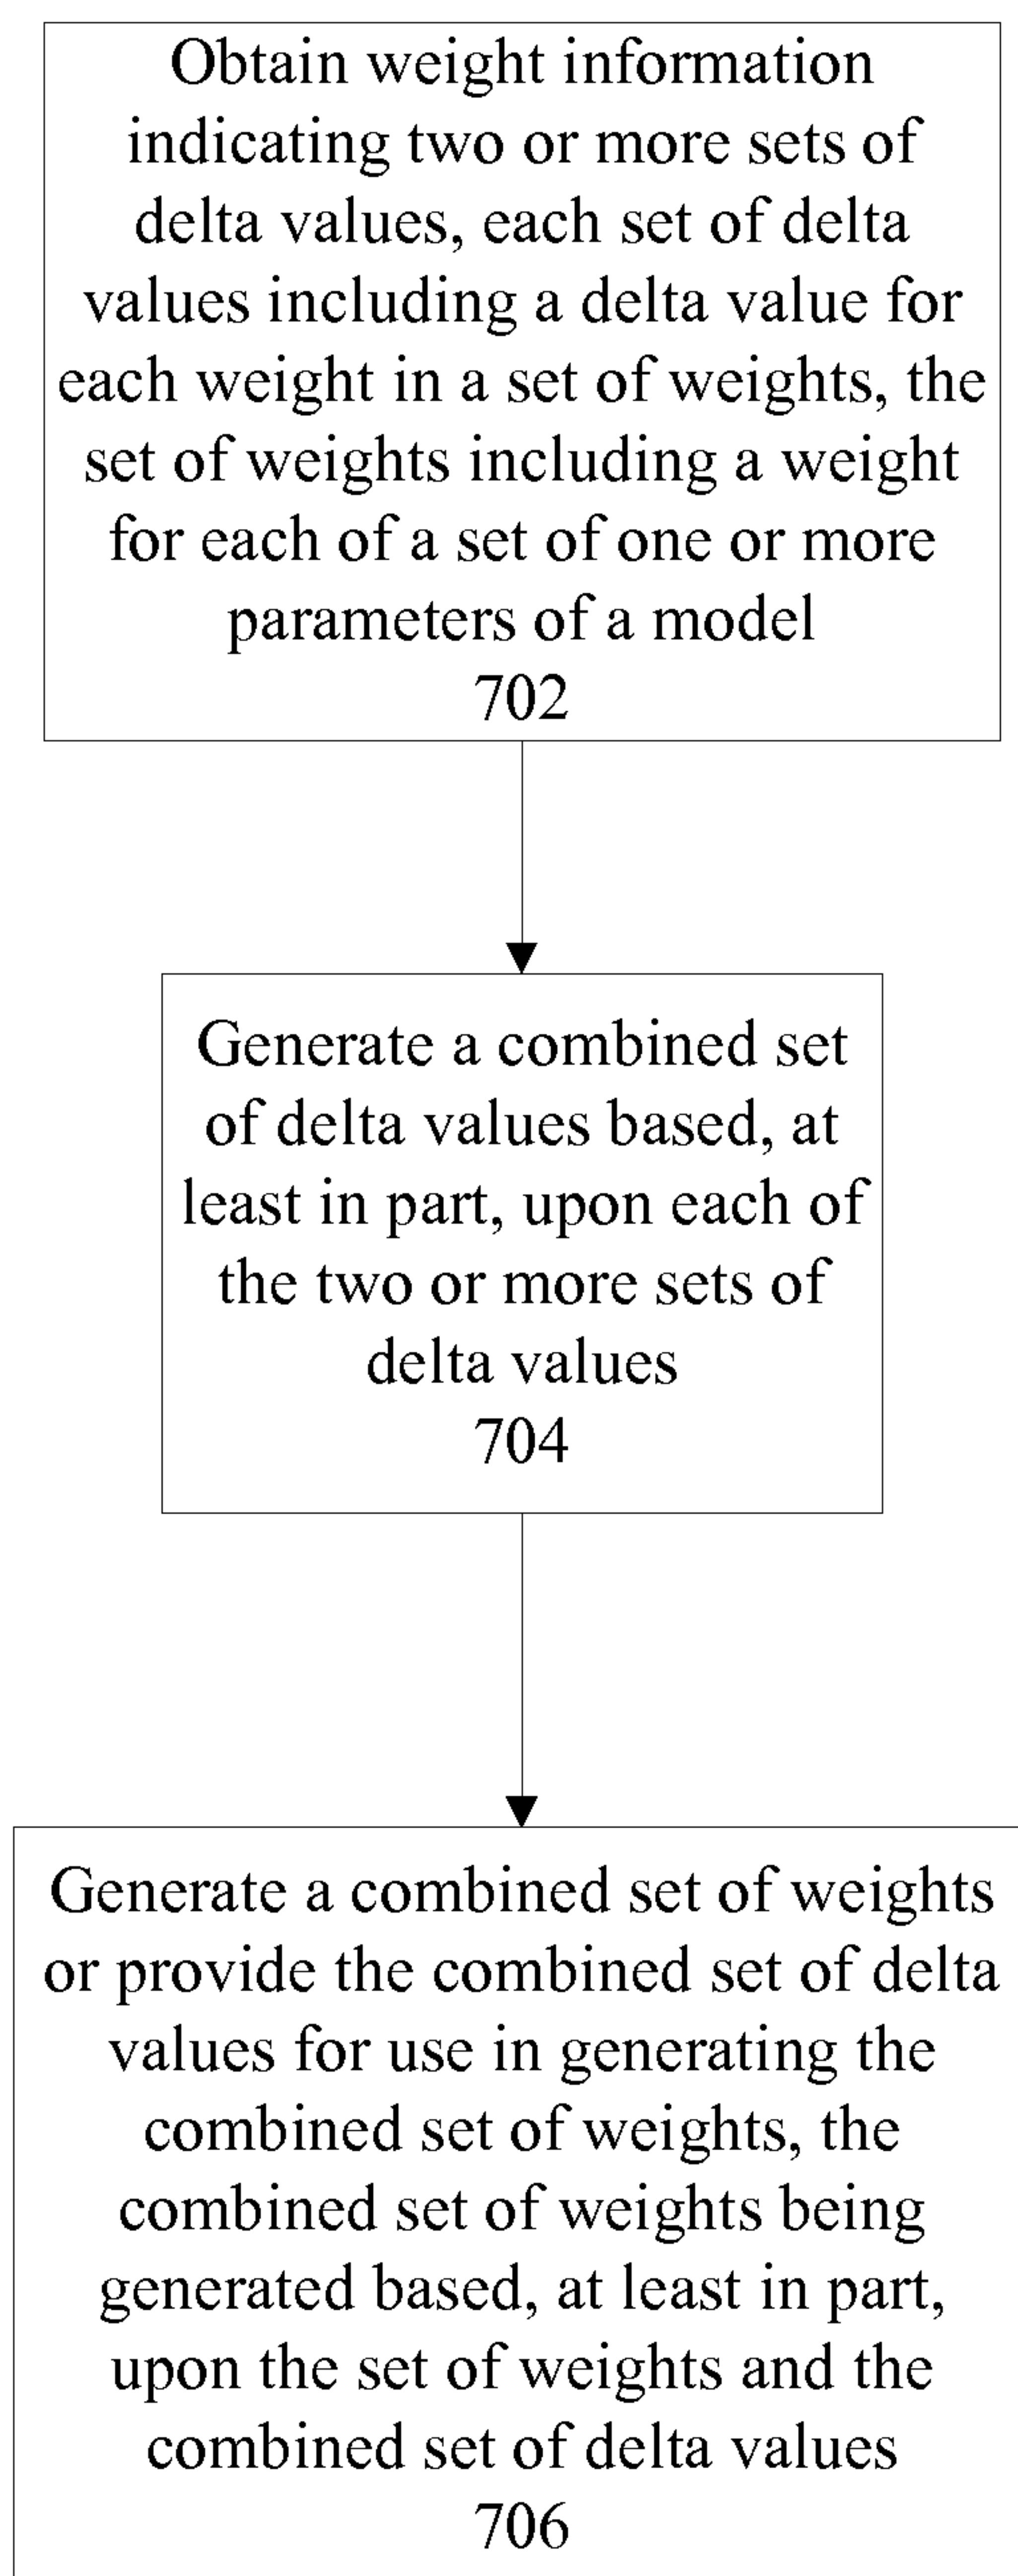 Obtain weight information
indicating two or more sets of
delta values, each set of delta
values including a delta value for
each weight in a set of weights, the
set of weights including a weight
for each of a set of one or more
parameters of a model
702
Generate a combined set
of delta values based, at
least in part, upon each of
the two or more sets of
delta values
704
Generate a combined set of weights
or provide the combined set of delta
values for use in generating the
combined set of weights, the
combined set of weights being
generated based, at least in part,
upon the set of weights and the
combined set of delta values
706